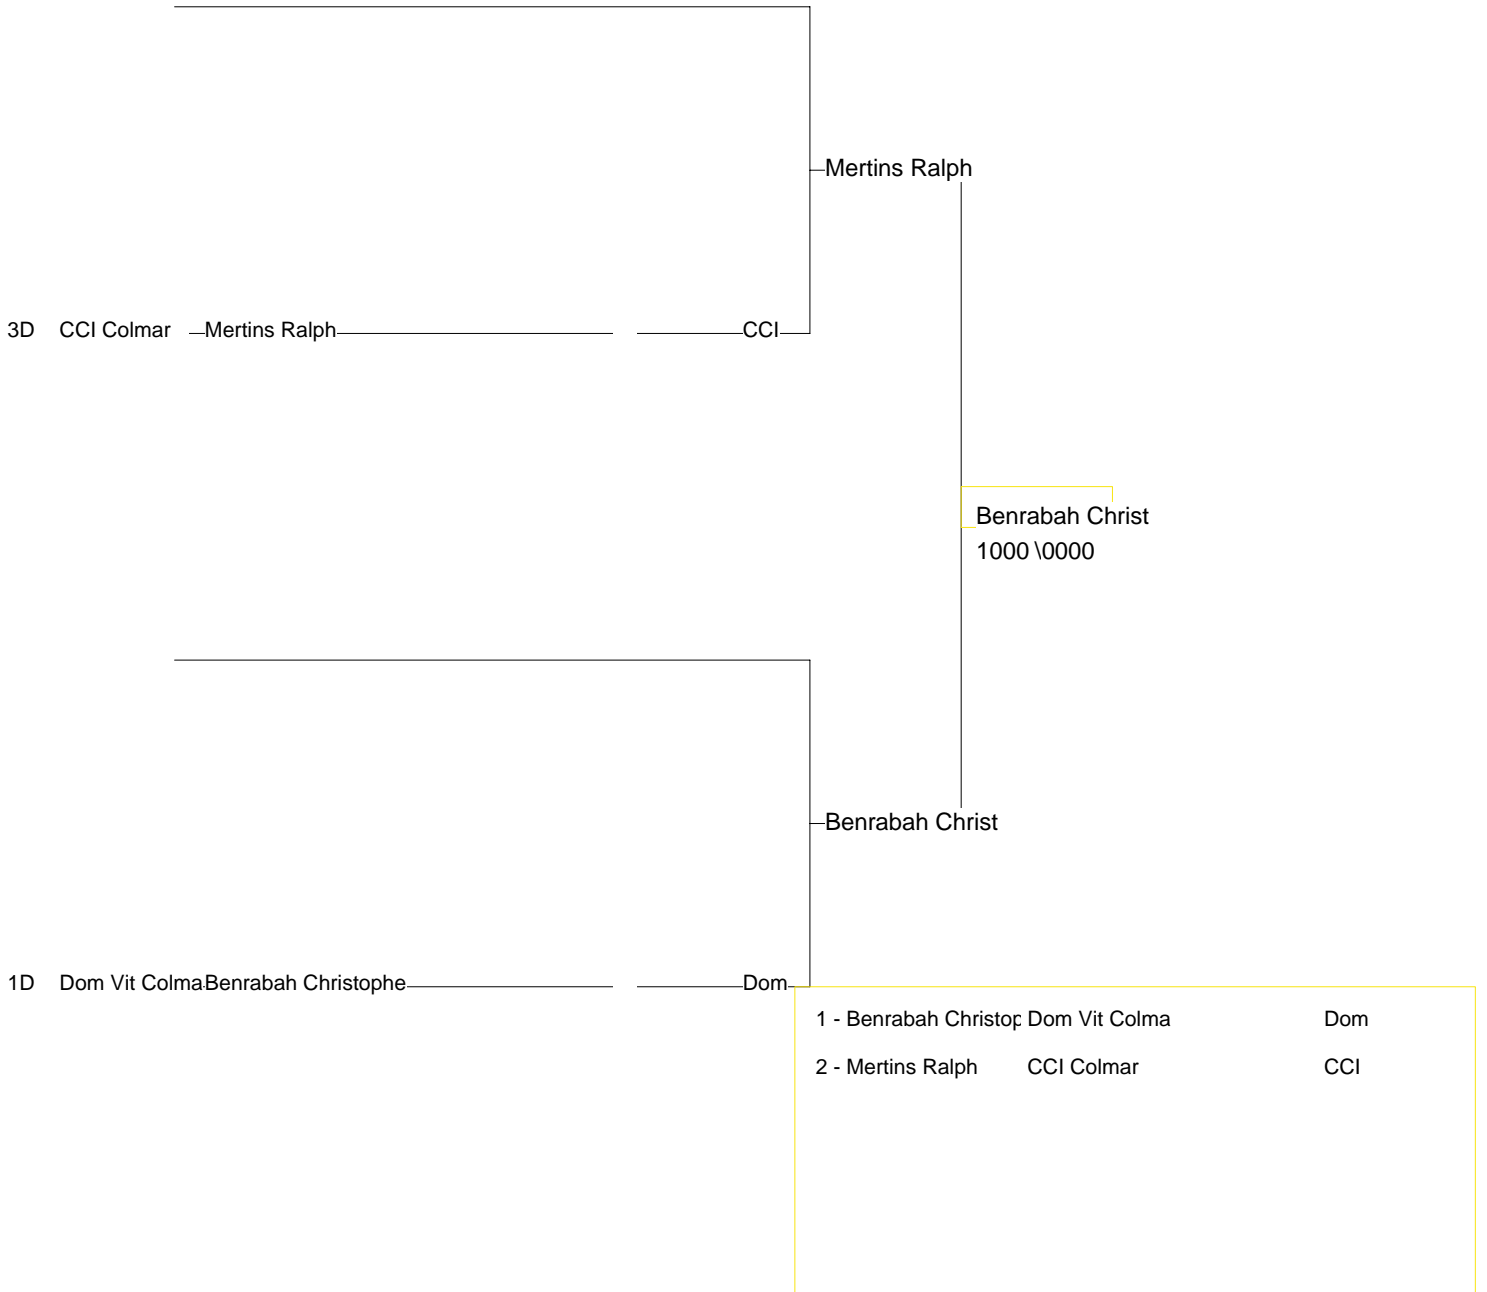 Mertins Ralph
3D CCI Colmar Mertins Ralph CCI
Benrabah Christ
1000 \0000
Benrabah Christ
1D Dom Vit Colma Benrabah Christophe Dom
1 - Benrabah Christop Dom Vit Colma Dom
2 - Mertins Ralph CCI Colmar CCI